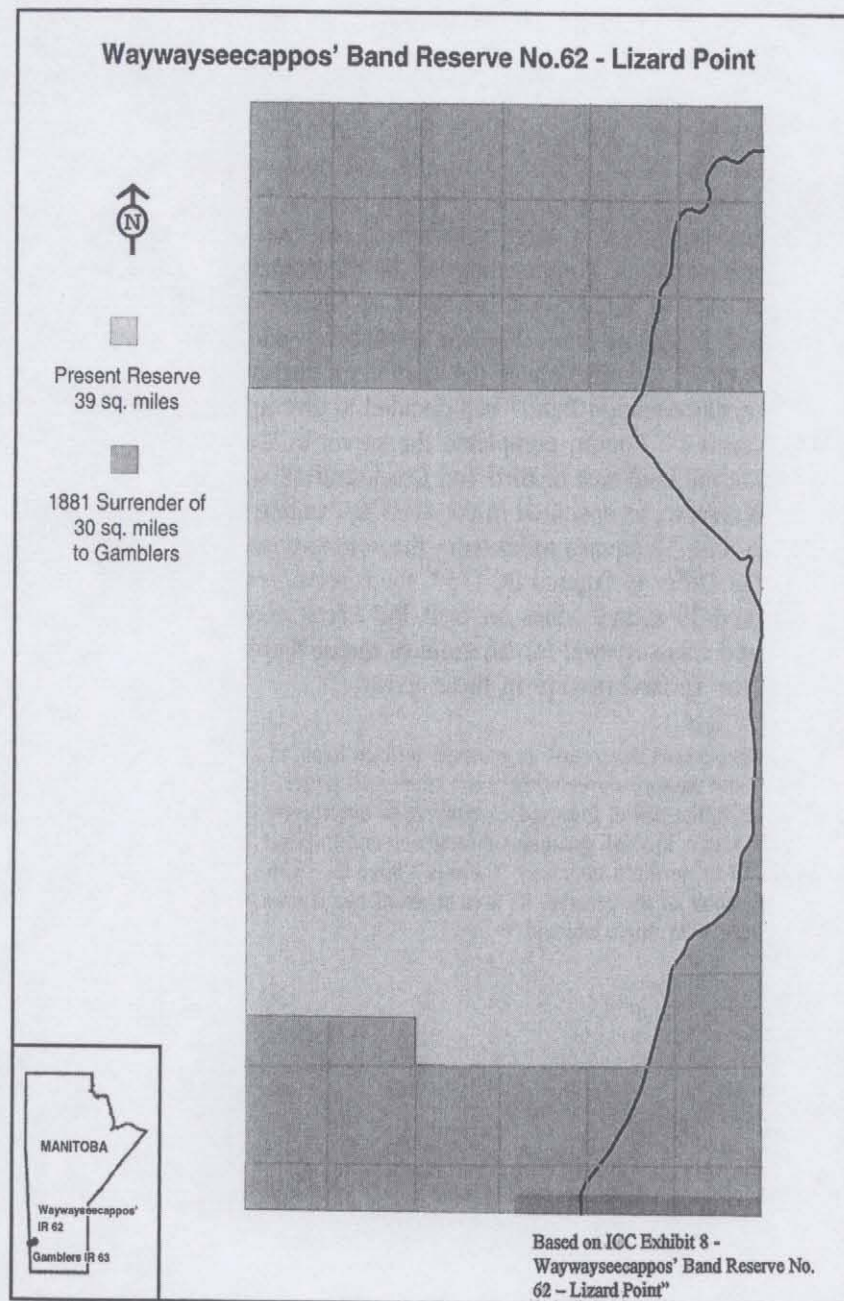 Waywayseecappos' Band Reserve No.62 - Lizard Point
N
Present Reserve
39 sq. miles
1881 Surrender of
30 sq. miles
to Gamblers
MANITOBA
Waywayseecappos'
IR 62
Gamblers IR 63
Based on ICC Exhibit 8 -
Waywayseecappos' Band Reserve No.
62 – Lizard Point"